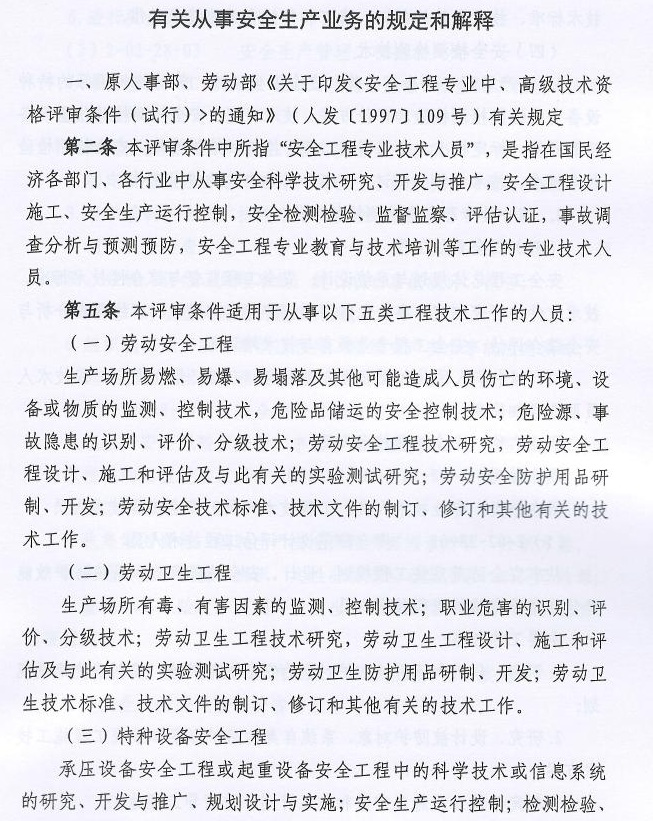 有关从事安全生产业务的规定和解释
一、原人事部、劳动部《关于印发<安全工程专业中、高级技术资
格评审条件（试行）>的通知》（人发〔1997〕109号）有关规定
第二条 本评审条件中所指“安全工程专业技术人员”，是指在国民经
济各部门、各行业中从事安全科学技术研究、开发与推广，安全工程设计
施工、安全生产运行控制，安全检测检验、监督监察、评估认证，事故调
查分析与预测预防，安全工程专业教育与技术培训等工作的专业技术人
员。
第五条 本评审条件适用于从事以下五类工程技术工作的人员：
（一）劳动安全工程
生产场所易燃、易爆、易塌落及其他可能造成人员伤亡的环境、设
备或物质的监测、控制技术，危险品储运的安全控制技术；危险源、事
故隐患的识别、评价、分级技术；劳动安全工程技术研究，劳动安全工
程设计、施工和评估及与此有关的实验测试研究；劳动安全防护用品研
制、开发；劳动安全技术标准、技术文件的制订、修订和其他有关的技
术工作。
（二）劳动卫生工程
生产场所有毒、有害因素的监测、控制技术；职业危害的识别、评
价、分级技术；劳动卫生工程技术研究，劳动卫生工程设计、施工和评
估及与此有关的实验测试研究；劳动卫生防护用品研制、开发；劳动卫
生技术标准、技术文件的制订、修订和其他有关的技术工作。
（三）特种设备安全工程
承压设备安全工程或起重设备安全工程中的科学技术或信息系统
的研究、开发与推广、规划设计与实施；安全生产运行控制；检测检验、